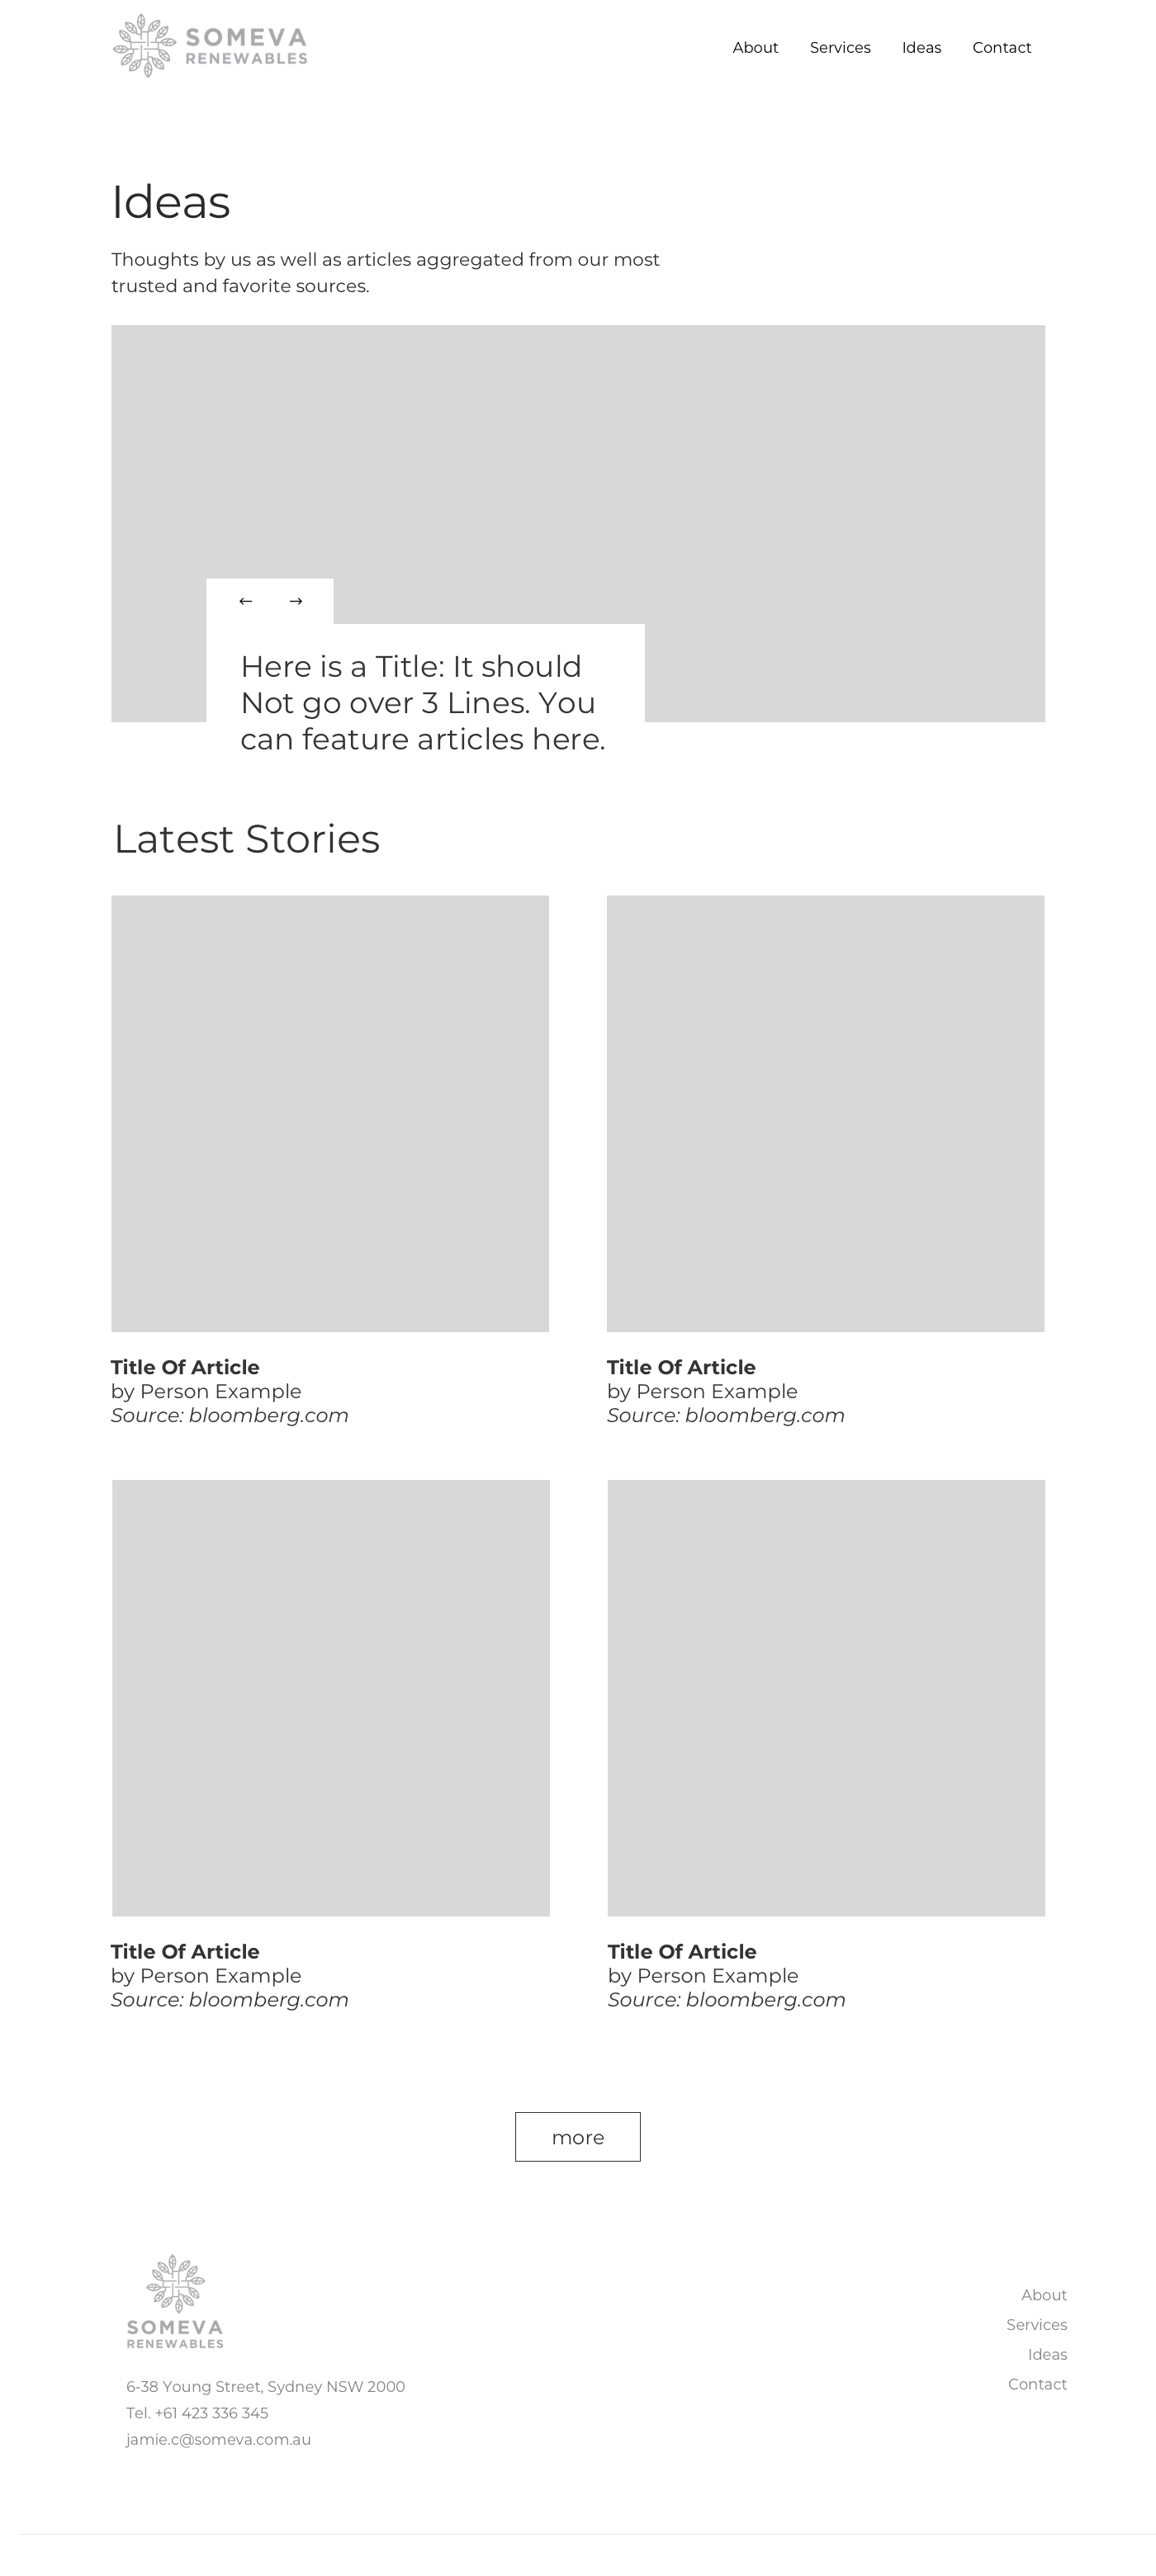 SOMEVA
RENEWABLES
About Services Ideas Contact
Ideas
Thoughts by us as well as articles aggregated from our most
trusted and favorite sources.
← →
Here is a Title: It should
Not go over 3 Lines. You
can feature articles here.
Latest Stories
Title Of Article
by Person Example
Source: bloomberg.com
Title Of Article
by Person Example
Source: bloomberg.com
Title Of Article
by Person Example
Source: bloomberg.com
Title Of Article
by Person Example
Source: bloomberg.com
more
SOMEVA
RENEWABLES
6-38 Young Street, Sydney NSW 2000
Tel. +61 423 336 345
jamie.c@someva.com.au
About
Services
Ideas
Contact